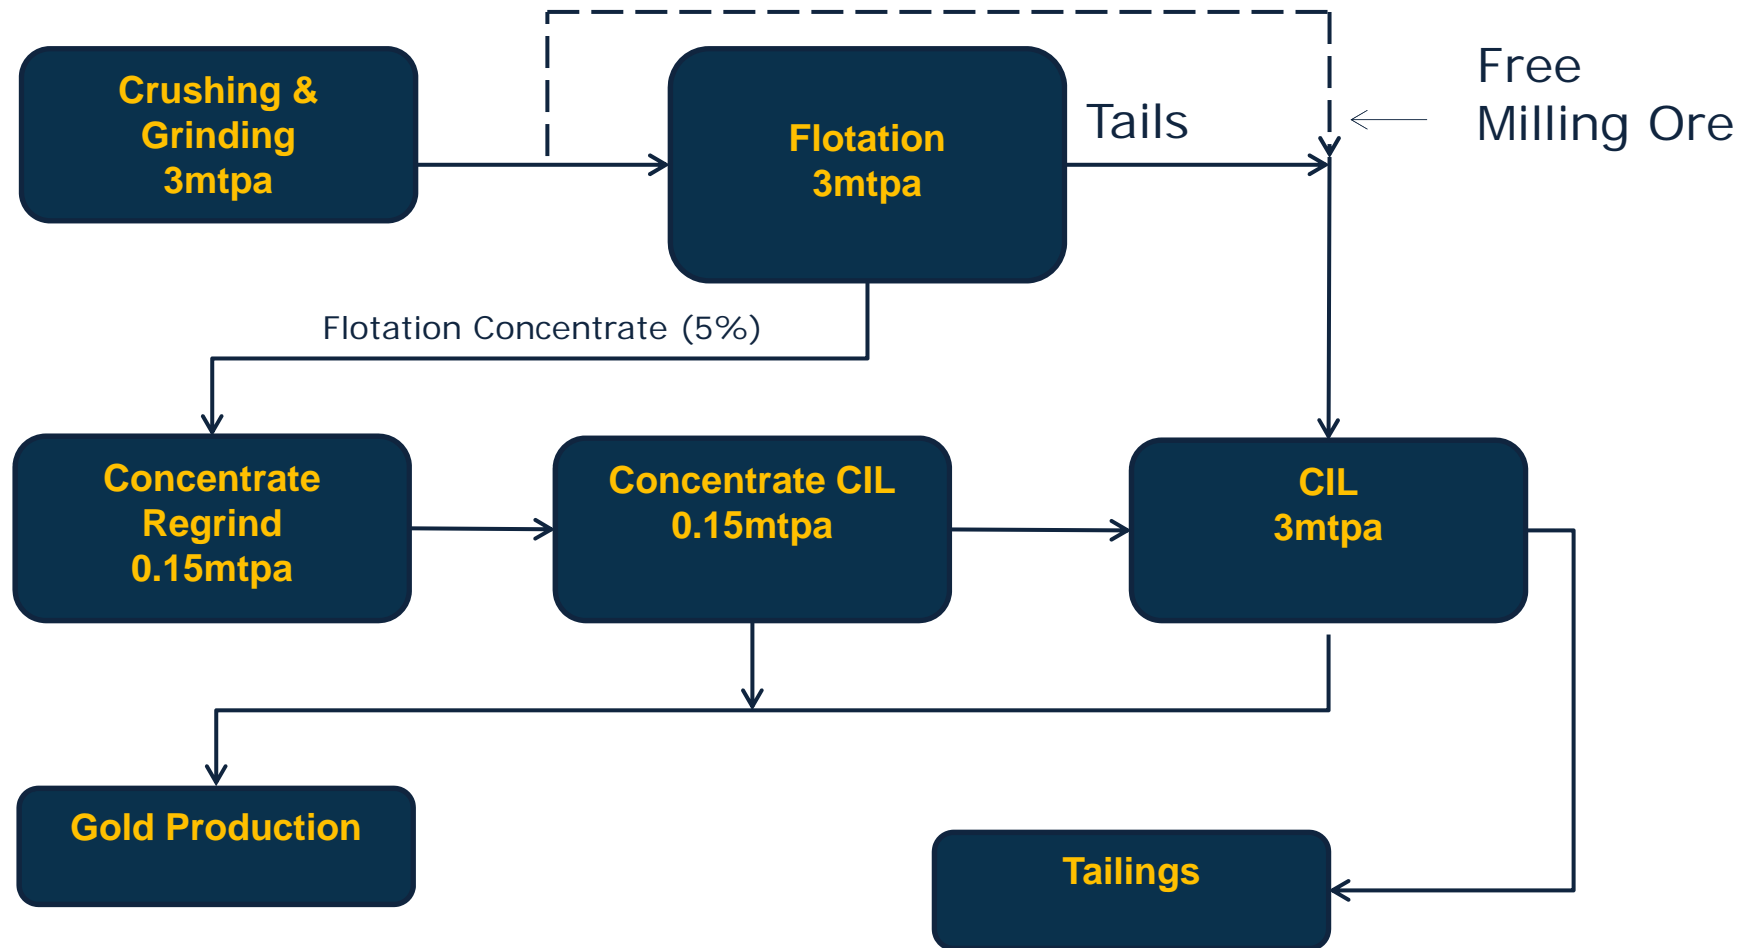 Crushing &
Grinding
3mtpa
Flotation
3mtpa
Tails
Free
Milling Ore
Flotation Concentrate (5%)
Concentrate
Regrind
0.15mtpa
Concentrate CIL
0.15mtpa
CIL
3mtpa
Gold Production
Tailings